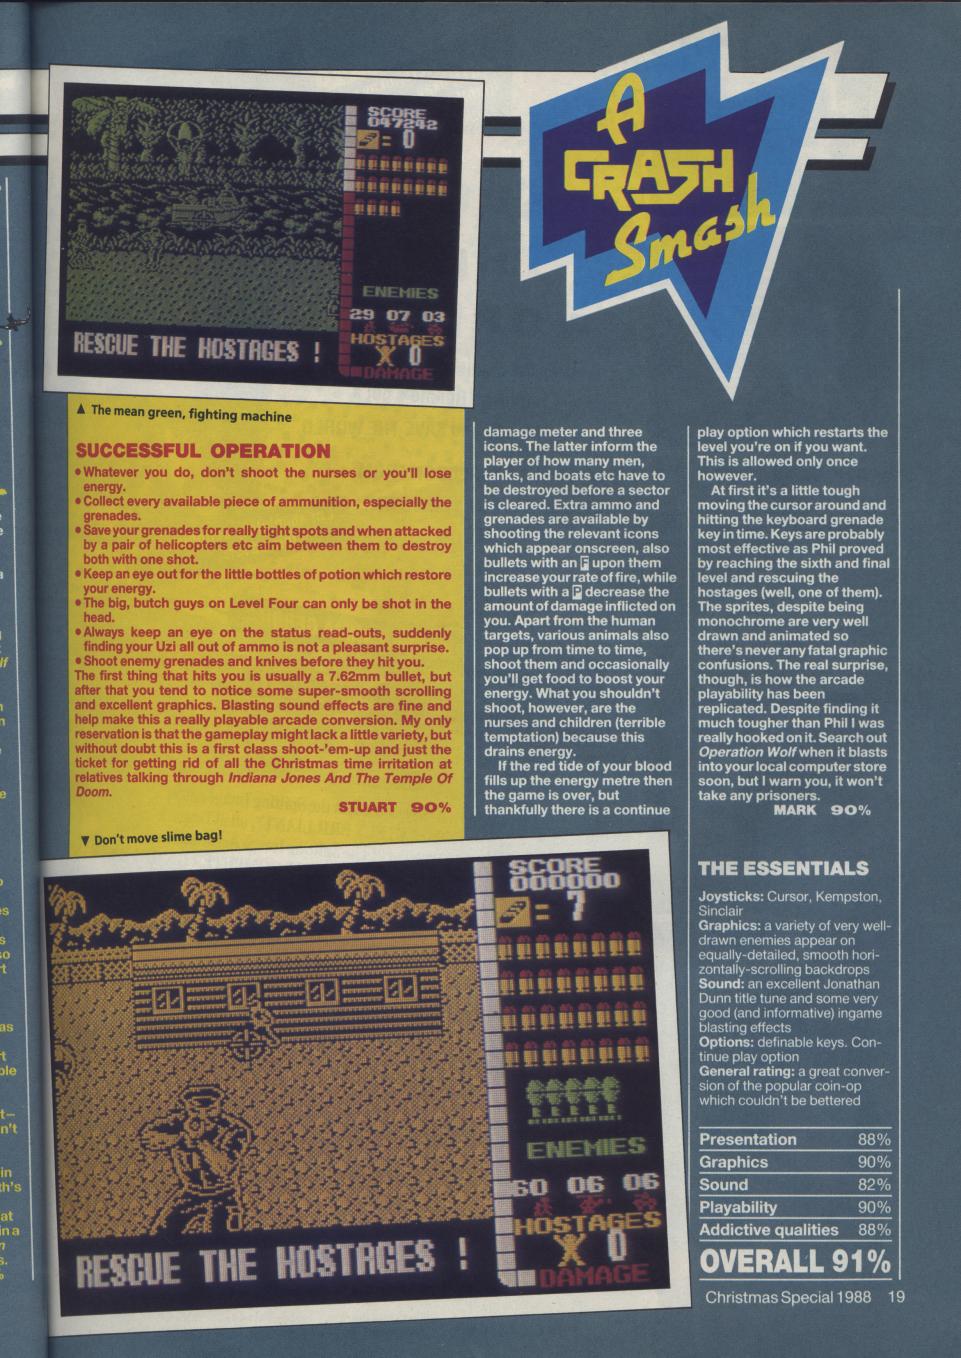 SCORE
047242
= 0
ENEMIES
29 07 03
HOSTAGES
0
DAMAGE
RESCUE THE HOSTAGES !
A
CRASH
Smash
▲ The mean green, fighting machine
SUCCESSFUL OPERATION
● Whatever you do, don't shoot the nurses or you'll lose
energy.
● Collect every available piece of ammunition, especially the
grenades.
● Save your grenades for really tight spots and when attacked
by a pair of helicopters etc aim between them to destroy
both with one shot.
● Keep an eye out for the little bottles of potion which restore
your energy.
● The big, butch guys on Level Four can only be shot in the
head.
● Always keep an eye on the status read-outs, suddenly
finding your Uzi all out of ammo is not a pleasant surprise.
● Shoot enemy grenades and knives before they hit you.
The first thing that hits you is usually a 7.62mm bullet, but
after that you tend to notice some super-smooth scrolling
and excellent graphics. Blasting sound effects are fine and
help make this a really playable arcade conversion. My only
reservation is that the gameplay might lack a little variety, but
without doubt this is a first class shoot-'em-up and just the
ticket for getting rid of all the Christmas time irritation at
relatives talking through Indiana Jones And The Temple Of
Doom.
STUART 90%
▼ Don't move slime bag!
damage meter and three
icons. The latter inform the
player of how many men,
tanks, and boats etc have to
be destroyed before a sector
is cleared. Extra ammo and
grenades are available by
shooting the relevant icons
which appear onscreen, also
bullets with an F upon them
increase your rate of fire, while
bullets with a P decrease the
amount of damage inflicted on
you. Apart from the human
targets, various animals also
pop up from time to time,
shoot them and occasionally
you'll get food to boost your
energy. What you shouldn't
shoot, however, are the
nurses and children (terrible
temptation) because this
drains energy.
If the red tide of your blood
fills up the energy metre then
the game is over, but
thankfully there is a continue
play option which restarts the
level you're on if you want.
This is allowed only once
however.
At first it's a little tough
moving the cursor around and
hitting the keyboard grenade
key in time. Keys are probably
most effective as Phil proved
by reaching the sixth and final
level and rescuing the
hostages (well, one of them).
The sprites, despite being
monochrome are very well
drawn and animated so
there's never any fatal graphic
confusions. The real surprise,
though, is how the arcade
playability has been
replicated. Despite finding it
much tougher than Phil I was
really hooked on it. Search out
Operation Wolf when it blasts
into your local computer store
soon, but I warn you, it won't
take any prisoners.
MARK 90%
SCORE
000000
= 7
ENEMIES
60 06 06
HOSTAGES
0
DAMAGE
RESCUE THE HOSTAGES !
THE ESSENTIALS
Joysticks: Cursor, Kempston,
Sinclair
Graphics: a variety of very well-
drawn enemies appear on
equally-detailed, smooth hori-
zontally-scrolling backdrops
Sound: an excellent Jonathan
Dunn title tune and some very
good (and informative) ingame
blasting effects
Options: definable keys. Con-
tinue play option
General rating: a great conver-
sion of the popular coin-op
which couldn't be bettered
Presentation 88%
Graphics 90%
Sound 82%
Playability 90%
Addictive qualities 88%
OVERALL 91%
Christmas Special 1988 19